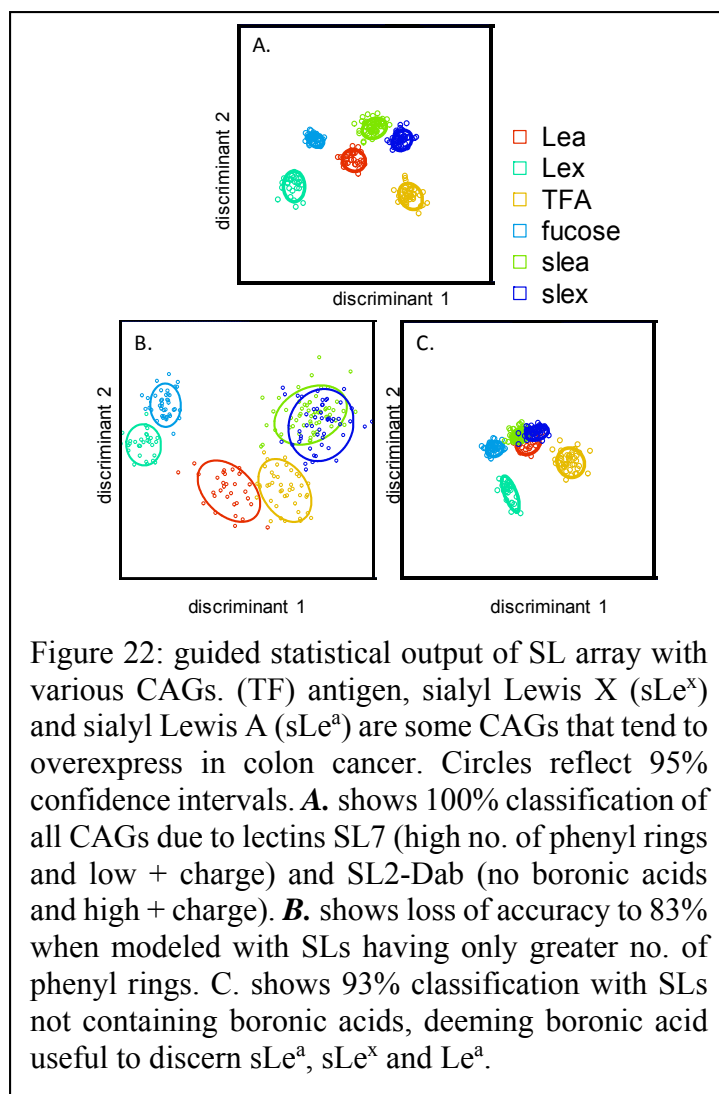 A.
discriminant 2
discriminant 1
Lea
Lex
TFA
fucose
slea
slex
B.
discriminant 2
discriminant 1
C.
discriminant 2
discriminant 1
Figure 22: guided statistical output of SL array with
various CAGs. (TF) antigen, sialyl Lewis X (sLeˣ)
and sialyl Lewis A (sLeᵃ) are some CAGs that tend to
overexpress in colon cancer. Circles reflect 95%
confidence intervals. A. shows 100% classification of
all CAGs due to lectins SL7 (high no. of phenyl rings
and low + charge) and SL2-Dab (no boronic acids
and high + charge). B. shows loss of accuracy to 83%
when modeled with SLs having only greater no. of
phenyl rings. C. shows 93% classification with SLs
not containing boronic acids, deeming boronic acid
useful to discern sLeᵃ, sLeˣ and Leᵃ.